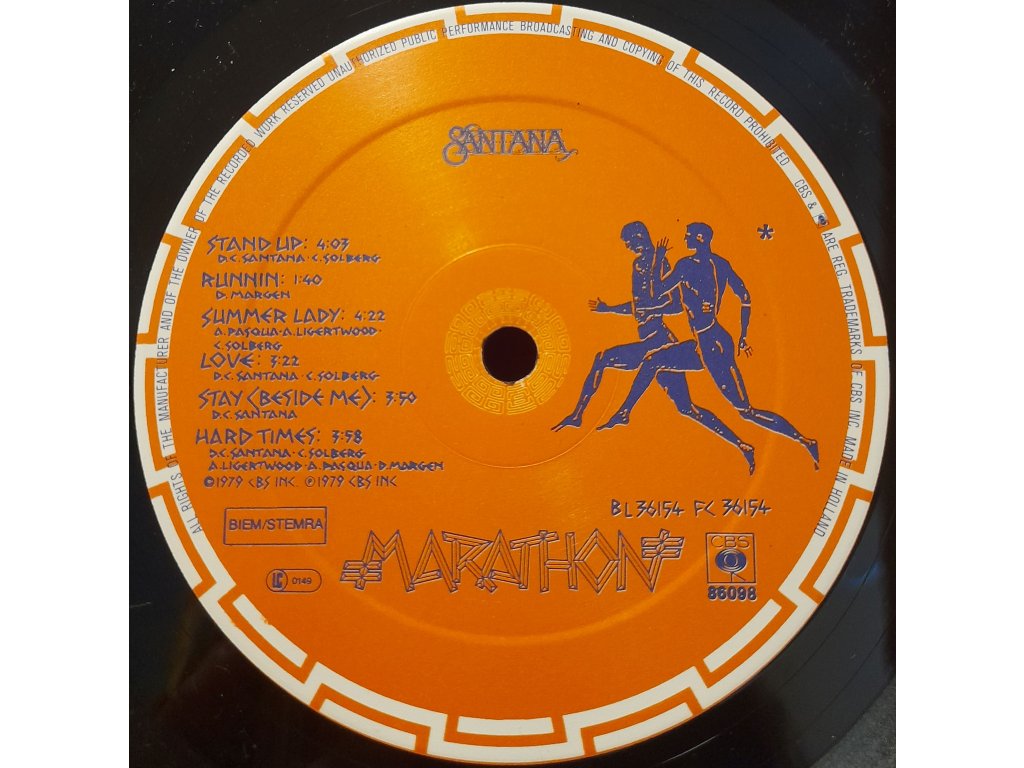 ALL RIGHTS OF THE MANUFACTURER AND OF THE OWNER OF THE RECORDED WORK RESERVED UNAUTHORIZED PUBLIC PERFORMANCE BROADCASTING AND COPYING OF THIS RECORD PROHIBITED CBS & ARE REG. TRADEMARKS OF CBS, INC. MADE IN HOLLAND
SANTANA
*
STAND UP: 4:03
D.C. SANTANA · C. SOLBERG
RUNNIN: 1:40
D. MARGEN
SUMMER LADY: 4:22
A. PASQUA · A. LIGERTWOOD ·
C. SOLBERG
LOVE: 3:22
D.C. SANTANA · C. SOLBERG
STAY (BESIDE ME): 3:50
D.C. SANTANA
HARD TIMES: 3:58
D.C. SANTANA · C. SOLBERG
A. LIGERTWOOD · A. PASQUA · D. MARGEN
©1979 CBS INC. ℗1979 CBS INC
BL 36154 FC 36154
BIEM/STEMRA
MARATHON
CBS
86098
LC 0149